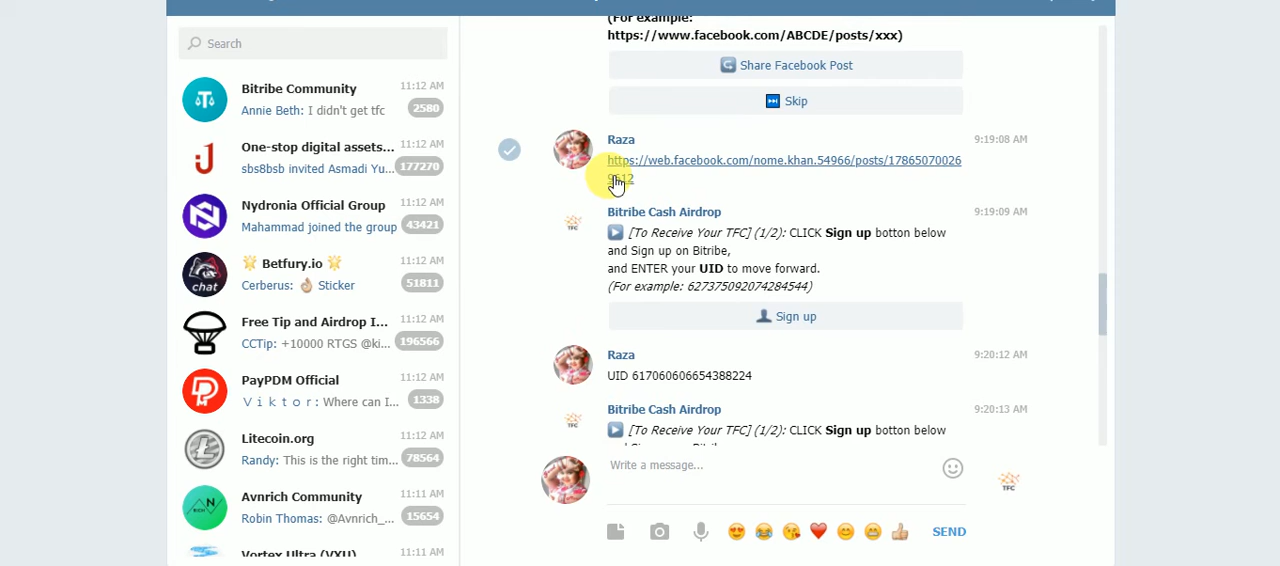 Search
Bitribe Community 11:12 AM
Annie Beth: I didn't get tfc 2580
One-stop digital assets... 11:12 AM
sbs8bsb invited Asmadi Yu... 177270
Nydronia Official Group 11:12 AM
Mahammad joined the group 43421
🌟 Betfury.io 🌟 11:12 AM
Cerberus: 👌🏼 Sticker 51811
Free Tip and Airdrop I... 11:12 AM
CCTip: +10000 RTGS @ki... 196566
PayPDM Official 11:12 AM
V i k t o r : Where can I... 1338
Litecoin.org 11:12 AM
Randy: This is the right tim... 78564
Avnrich Community 11:11 AM
Robin Thomas: @Avnrich_... 15654
Vortex Ultra (VXU) 11:11 AM
chat
RICH
(For example:
https://www.facebook.com/ABCDE/posts/xxx)
Share Facebook Post
Skip
Raza 9:19:08 AM
https://web.facebook.com/nome.khan.54966/posts/17865070026
9612
Bitribe Cash Airdrop 9:19:09 AM
TFC
[To Receive Your TFC] (1/2): CLICK Sign up botton below
and Sign up on Bitribe,
and ENTER your UID to move forward.
(For example: 627375092074284544)
Sign up
Raza 9:20:12 AM
UID 617060606654388224
Bitribe Cash Airdrop 9:20:13 AM
TFC
[To Receive Your TFC] (1/2): CLICK Sign up botton below
Write a message...
TFC
SEND